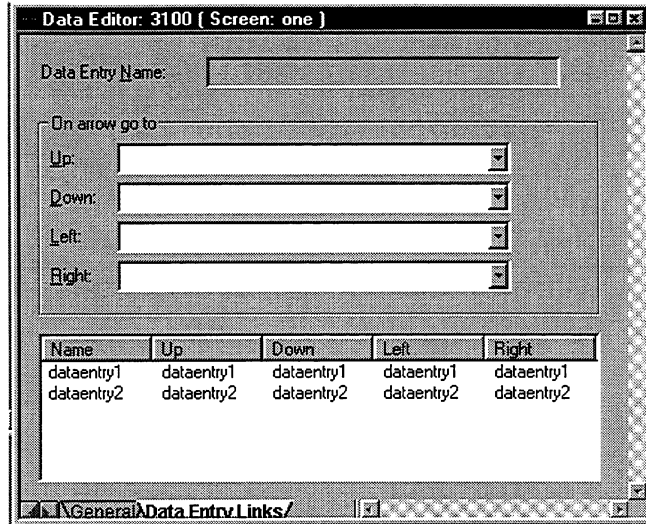 Data Editor: 3100 ( Screen: one )
Data Entry Name:
On arrow go to
Up:
Down:
Left:
Right:
Name Up Down Left Right
dataentry1 dataentry1 dataentry1 dataentry1 dataentry1
dataentry2 dataentry2 dataentry2 dataentry2 dataentry2
General Data Entry Links